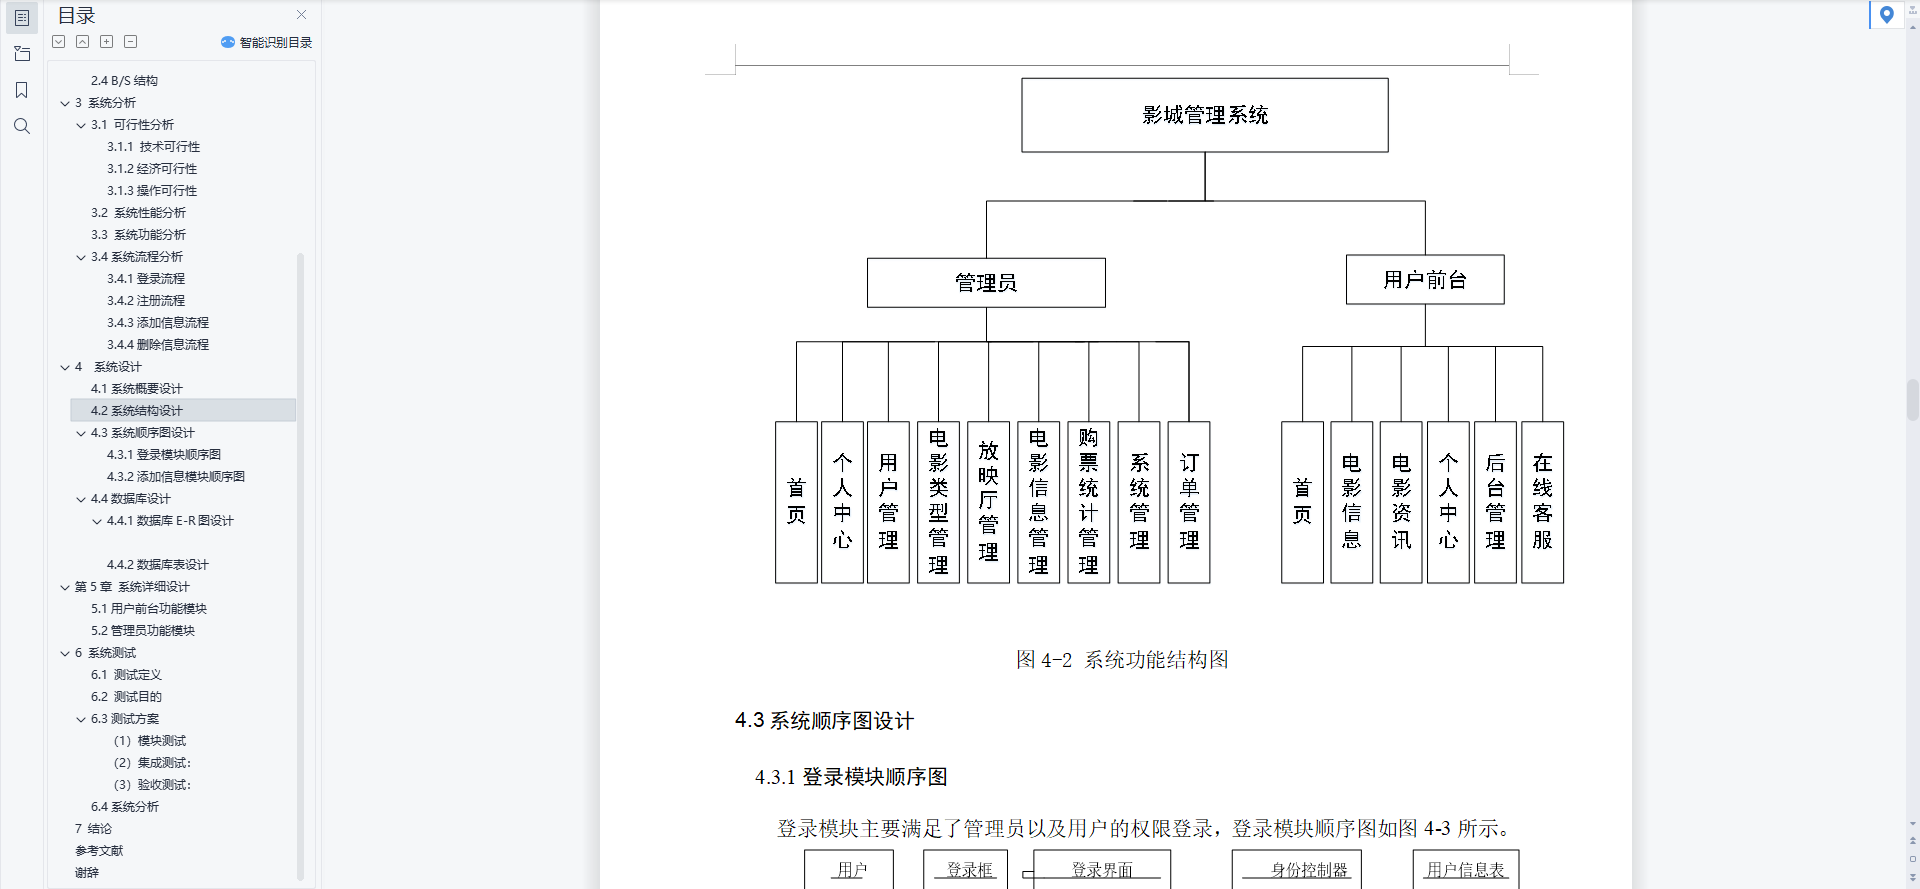 目录
智能识别目录
2.4 B/S 结构
3 系统分析
3.1 可行性分析
3.1.1 技术可行性
3.1.2 经济可行性
3.1.3 操作可行性
3.2 系统性能分析
3.3 系统功能分析
3.4 系统流程分析
3.4.1 登录流程
3.4.2 注册流程
3.4.3 添加信息流程
3.4.4 删除信息流程
4 系统设计
4.1 系统概要设计
4.2 系统结构设计
4.3 系统顺序图设计
4.3.1 登录模块顺序图
4.3.2 添加信息模块顺序图
4.4 数据库设计
4.4.1 数据库 E-R 图设计
4.4.2 数据库表设计
第 5 章 系统详细设计
5.1 用户前台功能模块
5.2 管理员功能模块
6 系统测试
6.1 测试定义
6.2 测试目的
6.3 测试方案
（1）模块测试
（2）集成测试：
（3）验收测试：
6.4 系统分析
7 结论
参考文献
谢辞
影城管理系统
管理员
用户前台
首页
个人中心
用户管理
电影类型管理
放映厅管理
电影信息管理
购票统计管理
系统管理
订单管理
首页
电影信息
电影资讯
个人中心
后台管理
在线客服
图 4-2 系统功能结构图
4.3 系统顺序图设计
4.3.1 登录模块顺序图
登录模块主要满足了管理员以及用户的权限登录，登录模块顺序图如图 4-3 所示。
用户
登录框
登录界面
身份控制器
用户信息表